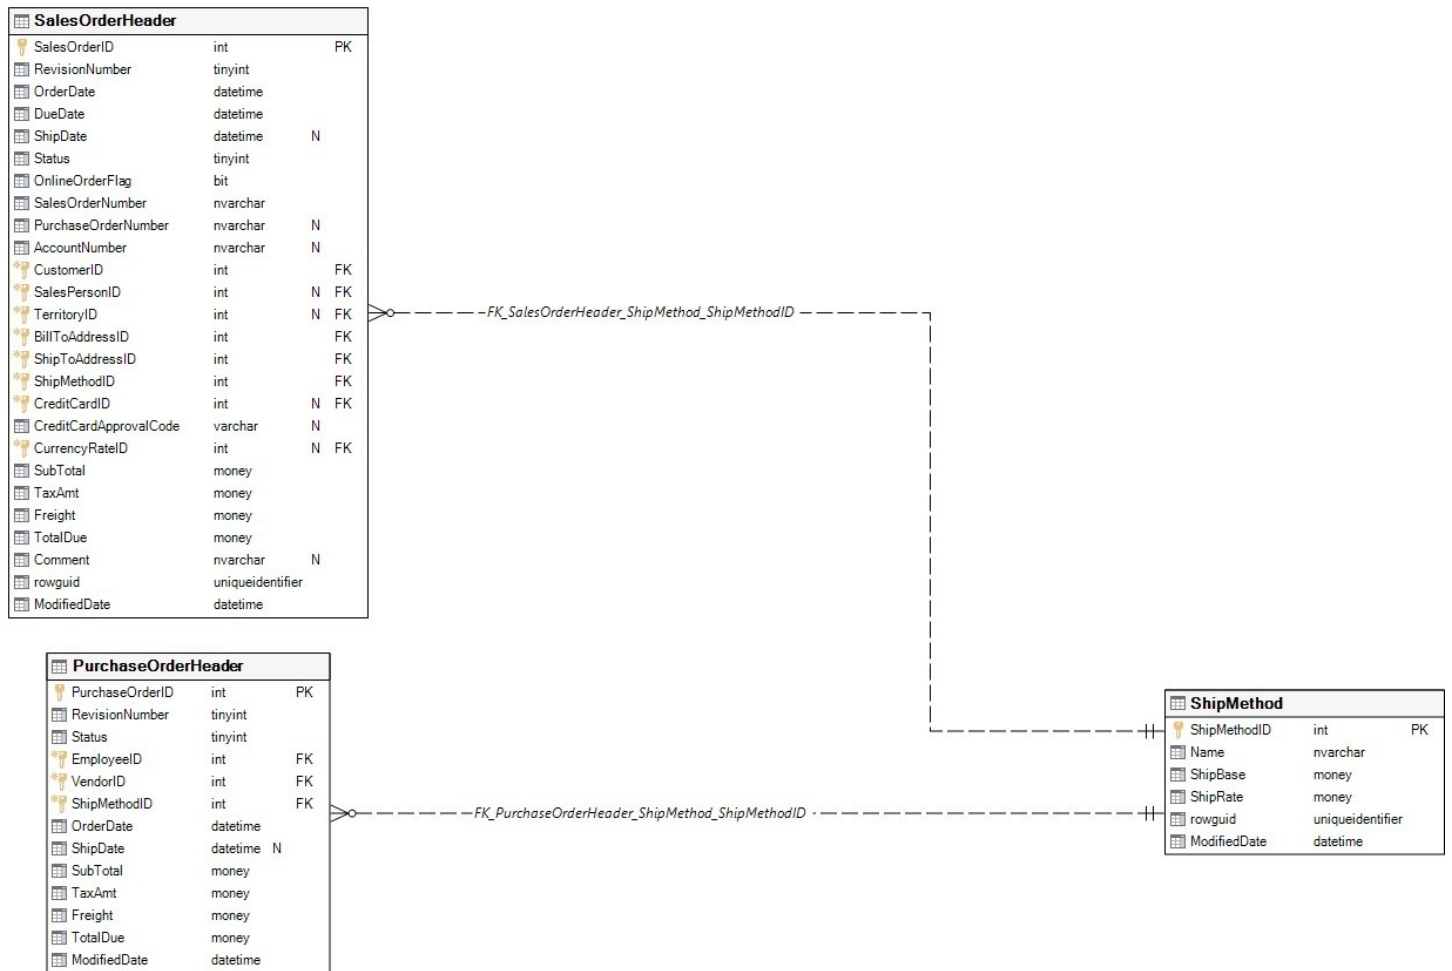 SalesOrderHeader
SalesOrderID int PK
RevisionNumber tinyint
OrderDate datetime
DueDate datetime
ShipDate datetime N
Status tinyint
OnlineOrderFlag bit
SalesOrderNumber nvarchar
PurchaseOrderNumber nvarchar N
AccountNumber nvarchar N
CustomerID int FK
SalesPersonID int N FK
TerritoryID int N FK
BillToAddressID int FK
ShipToAddressID int FK
ShipMethodID int FK
CreditCardID int N FK
CreditCardApprovalCode varchar N
CurrencyRateID int N FK
SubTotal money
TaxAmt money
Freight money
TotalDue money
Comment nvarchar N
rowguid uniqueidentifier
ModifiedDate datetime
FK_SalesOrderHeader_ShipMethod_ShipMethodID
PurchaseOrderHeader
PurchaseOrderID int PK
RevisionNumber tinyint
Status tinyint
EmployeeID int FK
VendorID int FK
ShipMethodID int FK
OrderDate datetime
ShipDate datetime N
SubTotal money
TaxAmt money
Freight money
TotalDue money
ModifiedDate datetime
FK_PurchaseOrderHeader_ShipMethod_ShipMethodID
ShipMethod
ShipMethodID int PK
Name nvarchar
ShipBase money
ShipRate money
rowguid uniqueidentifier
ModifiedDate datetime